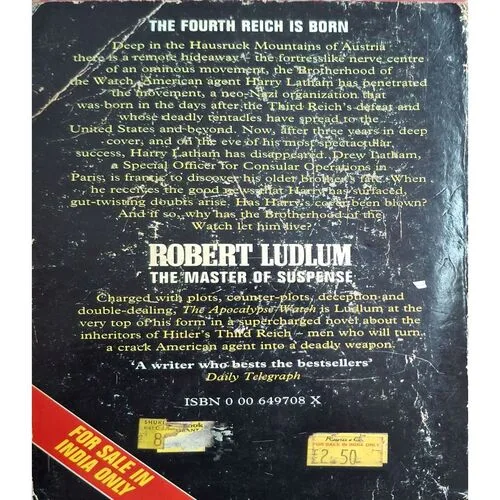 THE FOURTH REICH IS BORN
Deep in the Hausruck Mountains of Austria
there is a remote hideaway – the fortresslike nerve centre
of an ominous movement, the Brotherhood of
the Watch. American agent Harry Latham has penetrated
the movement, a neo-Nazi organization that
was born in the days after the Third Reich's defeat and
whose deadly tentacles have spread to the
United States and beyond. Now, after three years in deep
cover, and on the eve of his most spectacular
success, Harry Latham has disappeared. Drew Latham,
a Special Officer for Consular Operations in
Paris, is frantic to discover his older brother's fate. When
he receives the good news that Harry has surfaced,
gut-twisting doubts arise. Has Harry's cover been blown?
And if so, why has the Brotherhood of the
Watch let him live?
ROBERT LUDLUM
THE MASTER OF SUSPENSE
Charged with plots, counter-plots, deception and
double-dealing, The Apocalypse Watch is Ludlum at the
very top of his form in a supercharged novel about the
inheritors of Hitler's Third Reich – men who will turn
a crack American agent into a deadly weapon.
'A writer who bests the bestsellers'
Daily Telegraph
ISBN 0 00 649708 X
FOR SALE IN
INDIA ONLY
8
FOR SALE IN INDIA ONLY
£2.50